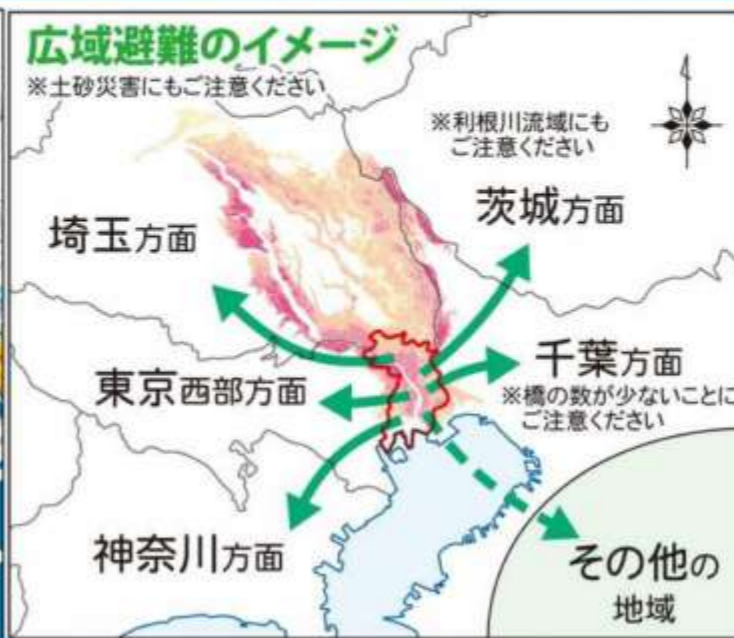 広域避難のイメージ
※土砂災害にもご注意ください
※利根川流域にも
ご注意ください
茨城方面
埼玉方面
千葉方面
※橋の数が少ないことに
ご注意ください
東京西部方面
神奈川方面
その他の
地域